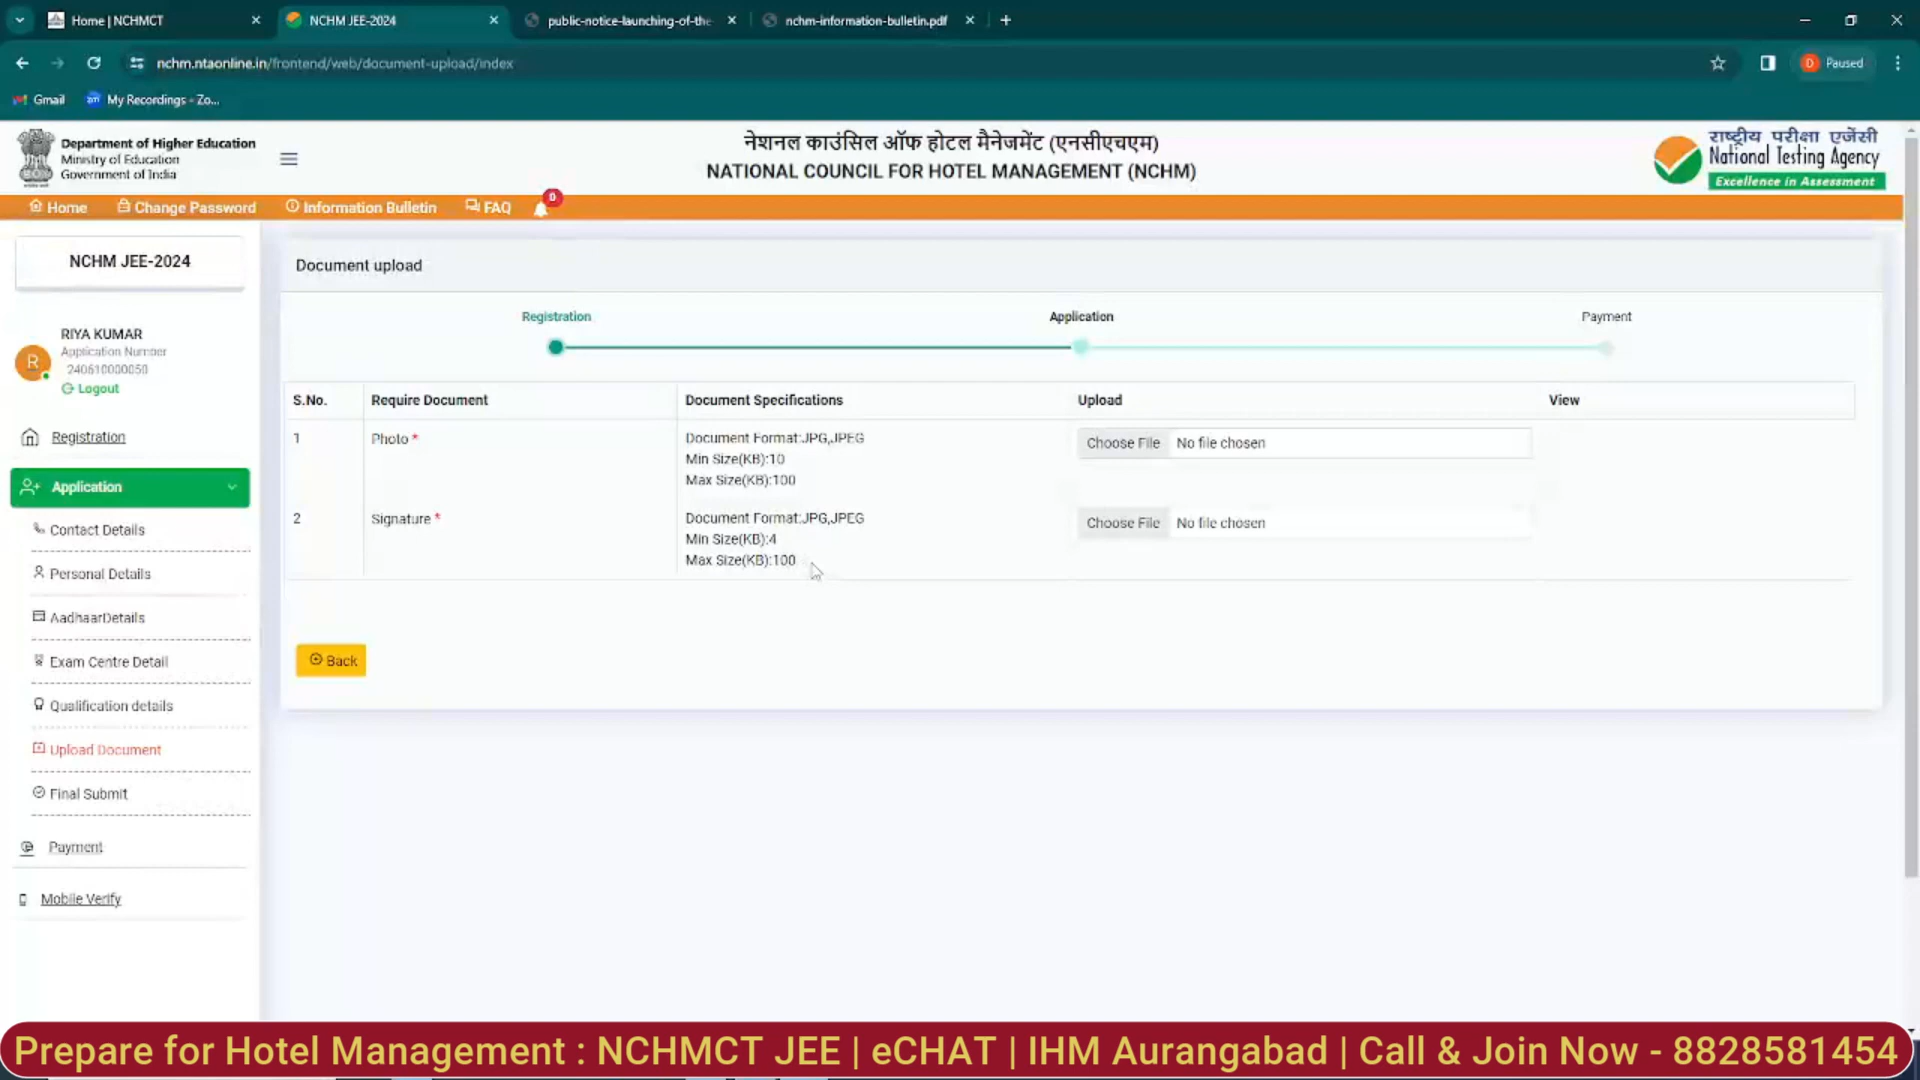 Home | NCHMCT
NCHM JEE-2024
public-notice-launching-of-the
nchm-information-bulletin.pdf
nchm.ntaonline.in/frontend/web/document-upload/index
D Paused
Gmail
My Recordings - Zo...
Department of Higher Education
Ministry of Education
Government of India
नेशनल काउंसिल ऑफ होटल मैनेजमेंट (एनसीएचएम)
NATIONAL COUNCIL FOR HOTEL MANAGEMENT (NCHM)
राष्ट्रीय परीक्षा एजेंसी
National Testing Agency
Excellence in Assessment
Home
Change Password
Information Bulletin
FAQ
0
NCHM JEE-2024
R
RIYA KUMAR
Application Number
240610000050
Logout
Registration
Application
Contact Details
Personal Details
AadhaarDetails
Exam Centre Detail
Qualification details
Upload Document
Final Submit
Payment
Mobile Verify
Document upload
Registration
Application
Payment
S.No.
Require Document
Document Specifications
Upload
View
1
Photo *
Document Format:JPG,JPEG
Min Size(KB):10
Max Size(KB):100
Choose File No file chosen
2
Signature *
Document Format:JPG,JPEG
Min Size(KB):4
Max Size(KB):100
Choose File No file chosen
Back
Prepare for Hotel Management : NCHMCT JEE | eCHAT | IHM Aurangabad | Call & Join Now - 8828581454